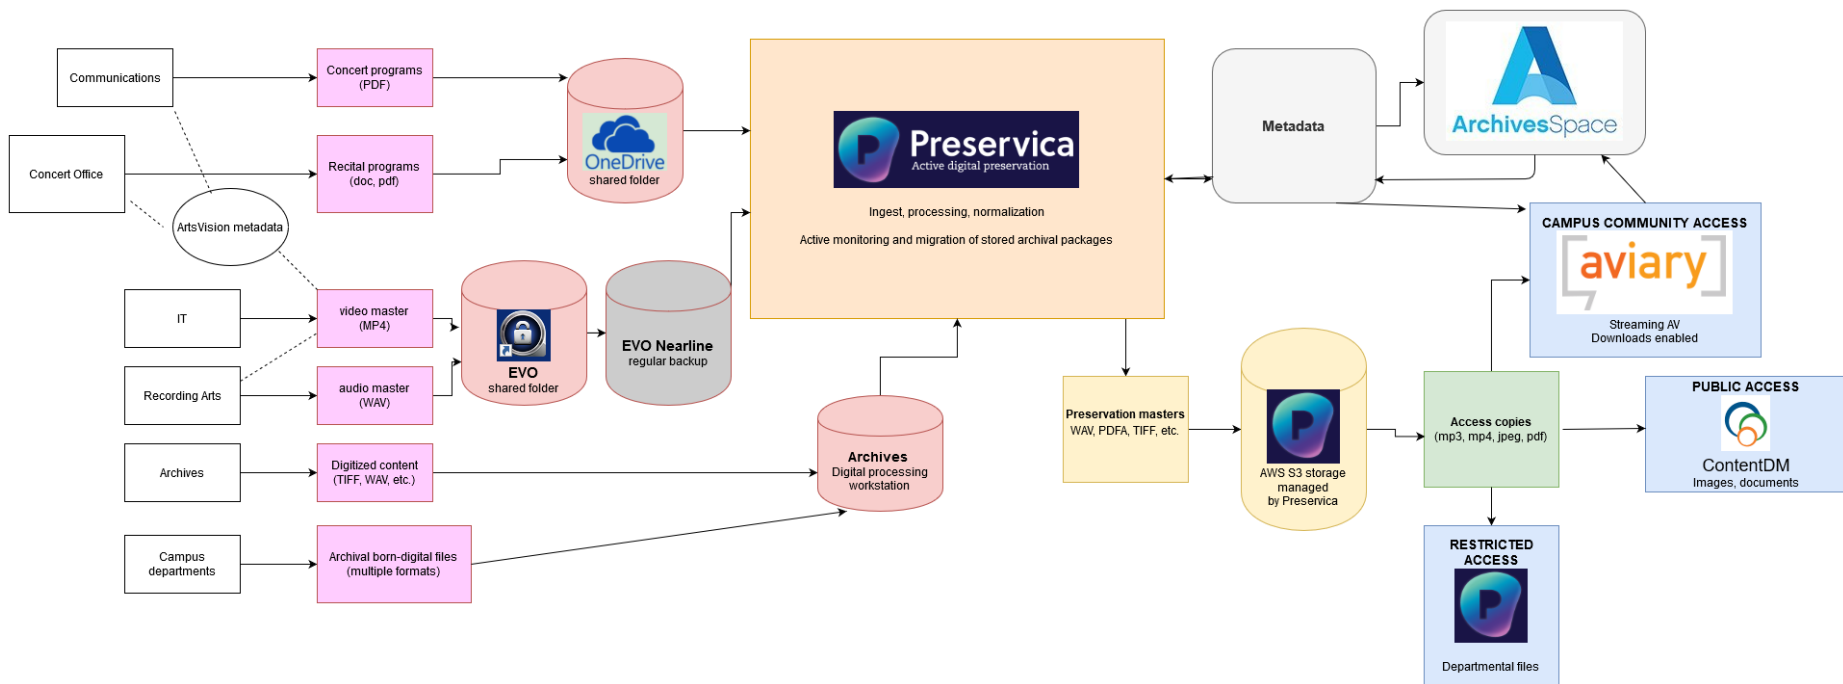 Communications
Concert programs
(PDF)
Concert Office
Recital programs
(doc, pdf)
OneDrive
shared folder
ArtsVision metadata
IT
video master
(MP4)
Recording Arts
audio master
(WAV)
EVO
shared folder
EVO Nearline
regular backup
Archives
Digitized content
(TIFF, WAV, etc.)
Archives
Digital processing
workstation
Campus
departments
Archival born-digital files
(multiple formats)
Preservica
Active digital preservation
Ingest, processing, normalization
Active monitoring and migration of stored archival packages
Metadata
ArchivesSpace
CAMPUS COMMUNITY ACCESS
aviary
Streaming AV
Downloads enabled
Preservation masters
WAV, PDFA, TIFF, etc.
AWS S3 storage
managed
by Preservica
Access copies
(mp3, mp4, jpeg, pdf)
PUBLIC ACCESS
ContentDM
Images, documents
RESTRICTED
ACCESS
Departmental files